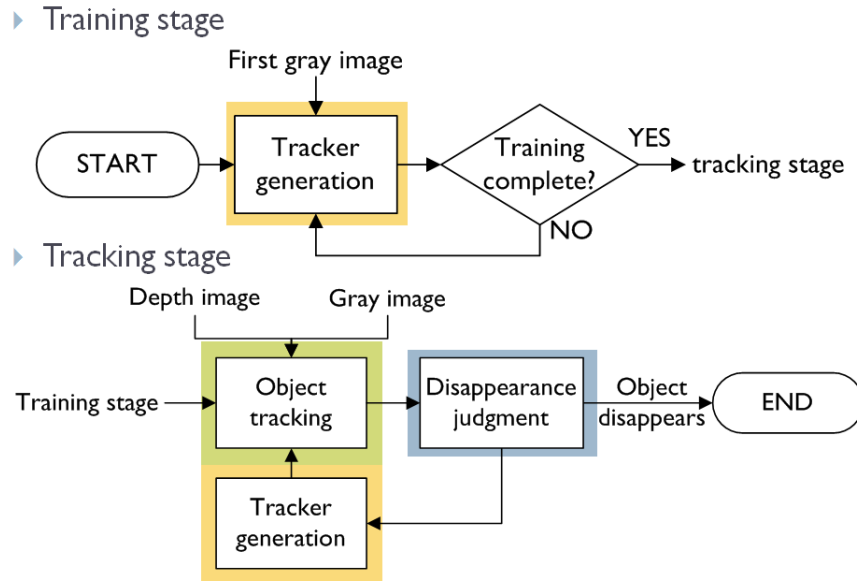 Training stage
First gray image
START
Tracker
generation
Training
complete?
YES
tracking stage
NO
Tracking stage
Depth image
Gray image
Training stage
Object
tracking
Disappearance
judgment
Object
disappears
END
Tracker
generation